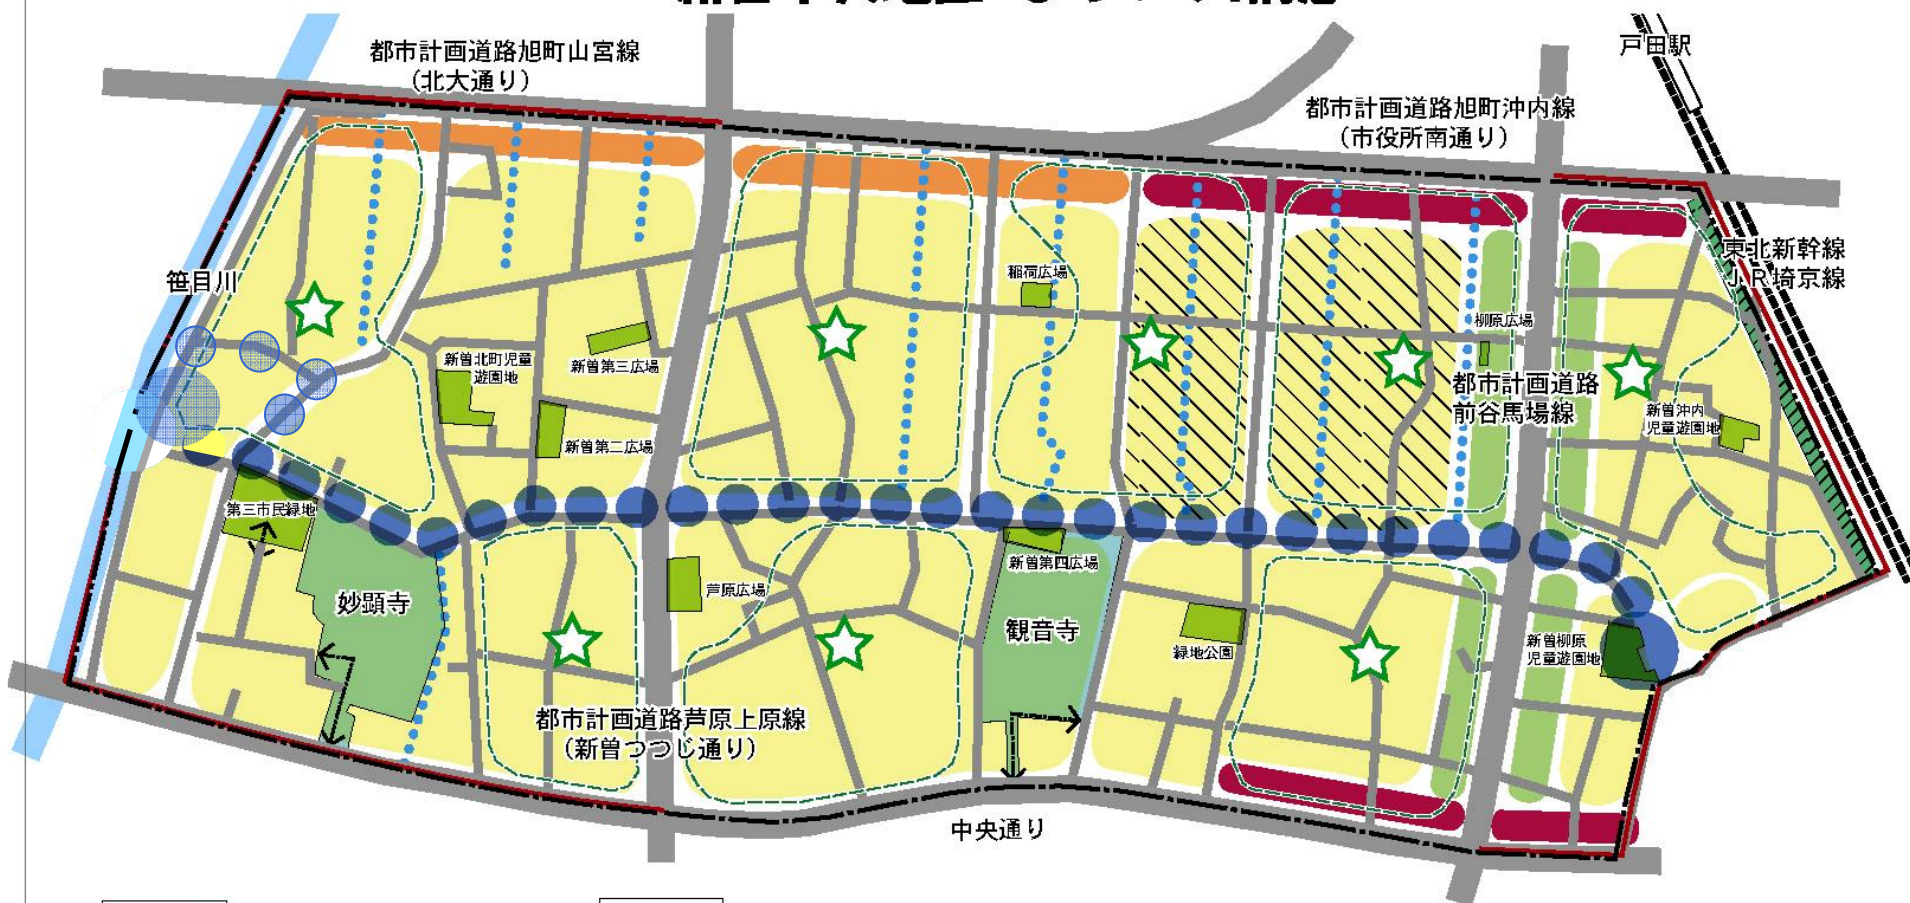 都市計画道路旭町山宮線
（北大通り）
戸田駅
都市計画道路旭町沖内線
（市役所南通り）
東北新幹線
ＪＲ埼京線
笹目川
稲荷広場
柳原広場
新曽北町児童
遊園地
新曽第三広場
都市計画道路
前谷馬場線
新曽沖内
児童遊園地
新曽第二広場
第三市民緑地
新曽第四広場
芦原広場
妙顕寺
観音寺
緑地公園
新曽柳原
児童遊園地
都市計画道路芦原上原線
（新曽つつじ通り）
中央通り